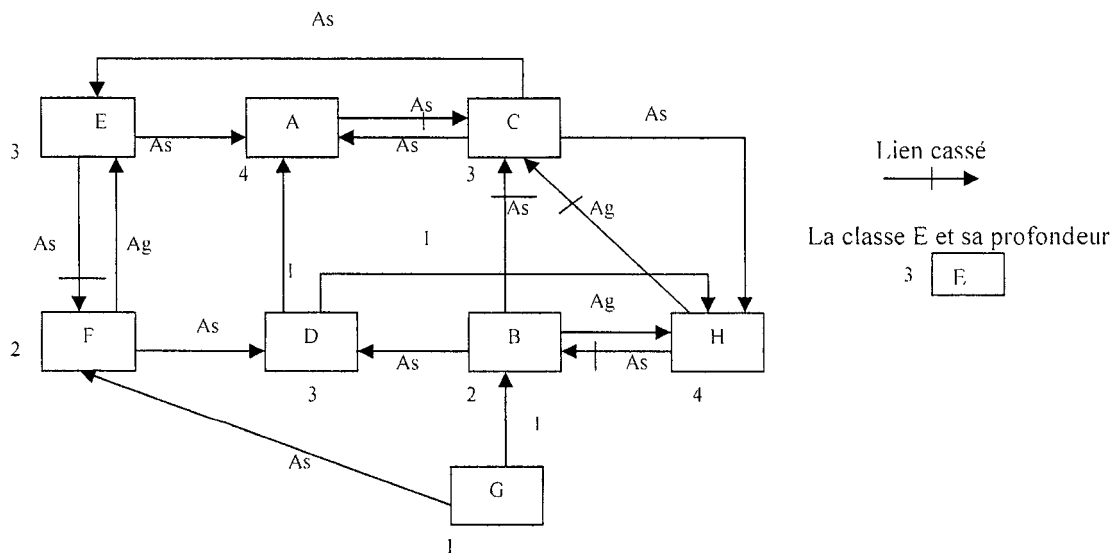 As
E
A
As
C
As
3
As
4
As
3
Lien cassé
As
Ag
As
Ag
I
I
La classe E et sa profondeur
3
E
Ag
F
As
D
B
H
2
As
As
3
2
4
I
As
G
1